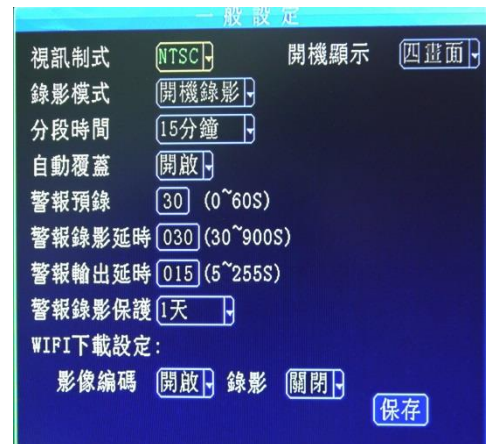 一般設定
視訊制式 NTSC 開機顯示 四畫面
錄影模式 開機錄影
分段時間 15分鐘
自動覆蓋 開啟
警報預錄 30 (0~60S)
警報錄影延時 030 (30~900S)
警報輸出延時 015 (5~255S)
警報錄影保護 1天
WIFI下載設定:
影像編碼 開啟 錄影 關閉
保存